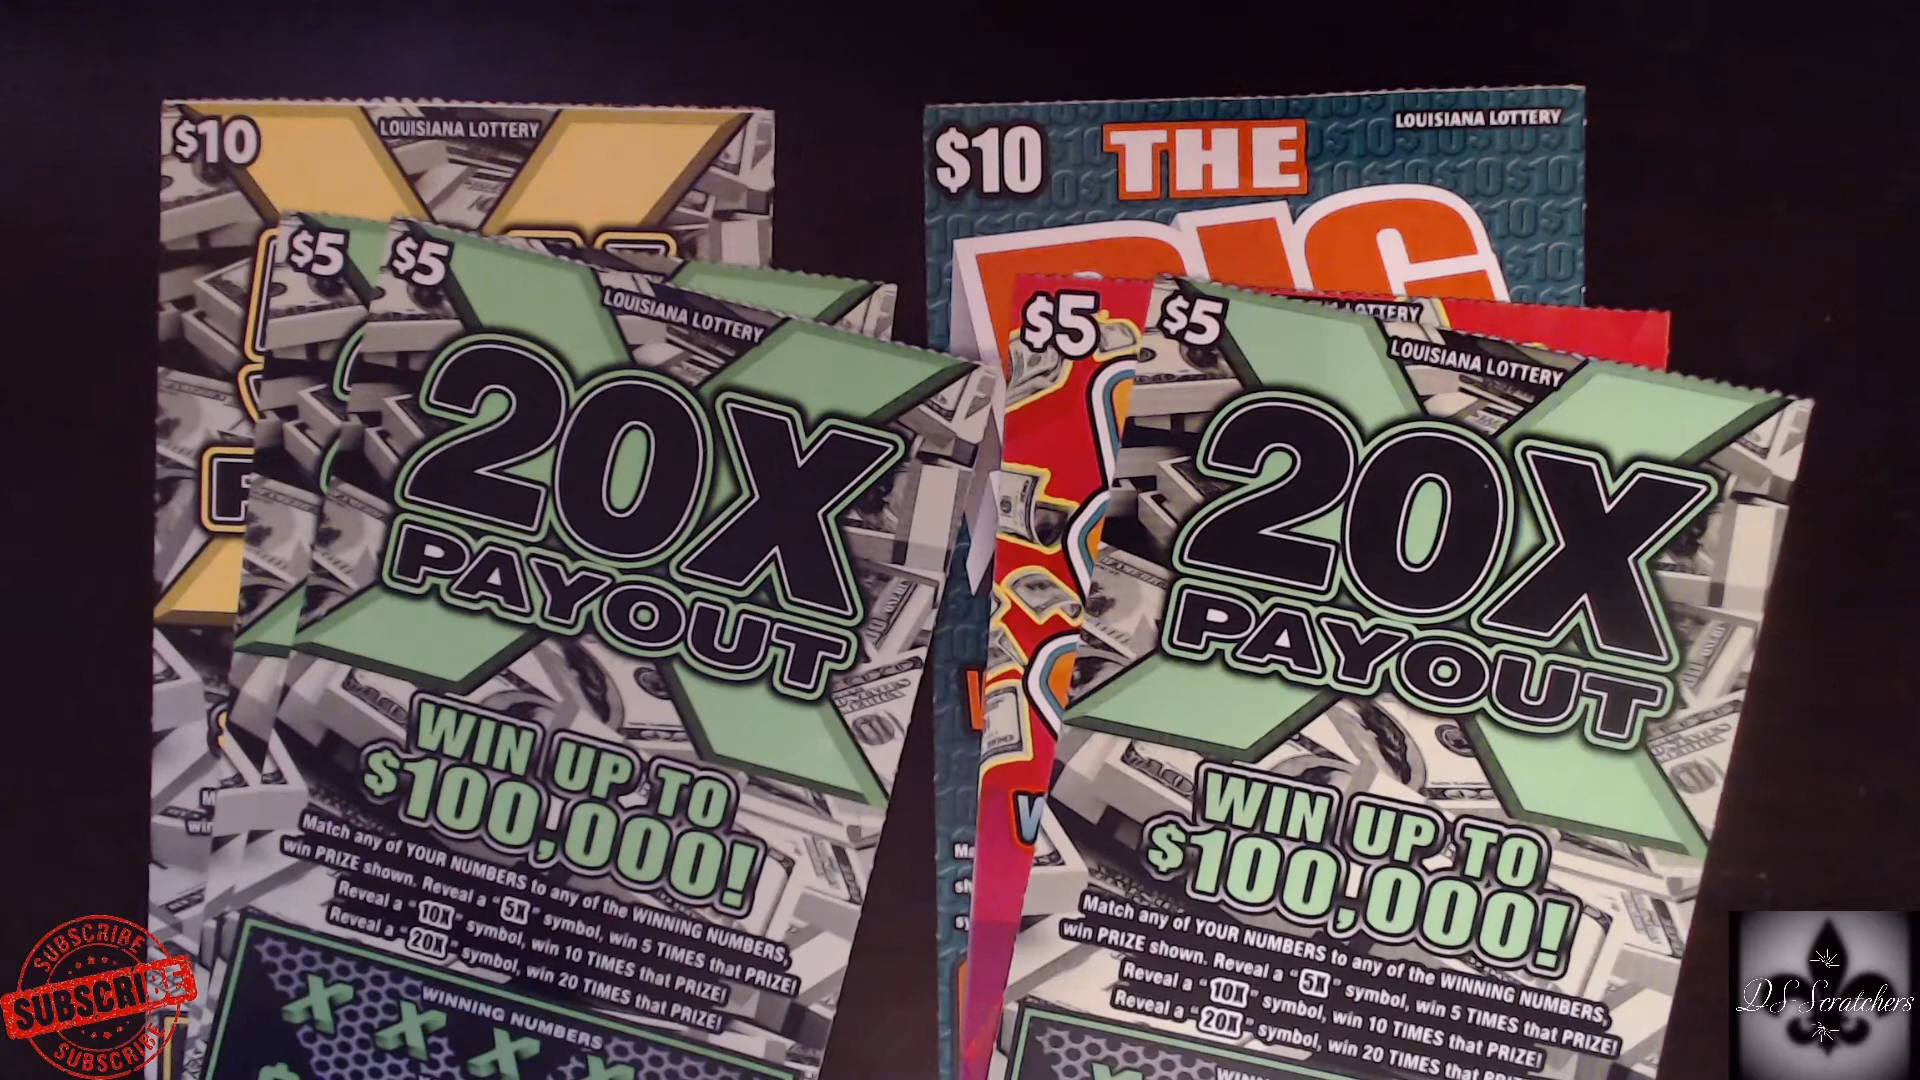 $10
LOUISIANA LOTTERY
$5
$5
LOUISIANA LOTTERY
20X
PAYOUT
WIN UP TO
$100,000!
Match any of YOUR NUMBERS to any of the WINNING NUMBERS,
win PRIZE shown. Reveal a "5X" symbol, win 5 TIMES that PRIZE!
Reveal a "10X" symbol, win 10 TIMES that PRIZE!
Reveal a "20X" symbol, win 20 TIMES that PRIZE!
WINNING NUMBERS
$10
THE
BIG
LOUISIANA LOTTERY
$5
LOTTERY
$5
LOUISIANA LOTTERY
20X
PAYOUT
WIN UP TO
$100,000!
Match any of YOUR NUMBERS to any of the WINNING NUMBERS,
win PRIZE shown. Reveal a "5X" symbol, win 5 TIMES that PRIZE!
Reveal a "10X" symbol, win 10 TIMES that PRIZE!
Reveal a "20X" symbol, win 20 TIMES that PRIZE!
SUBSCRIBE
SUBSCRIBE
SUBSCRIBE
DS-Scratchers